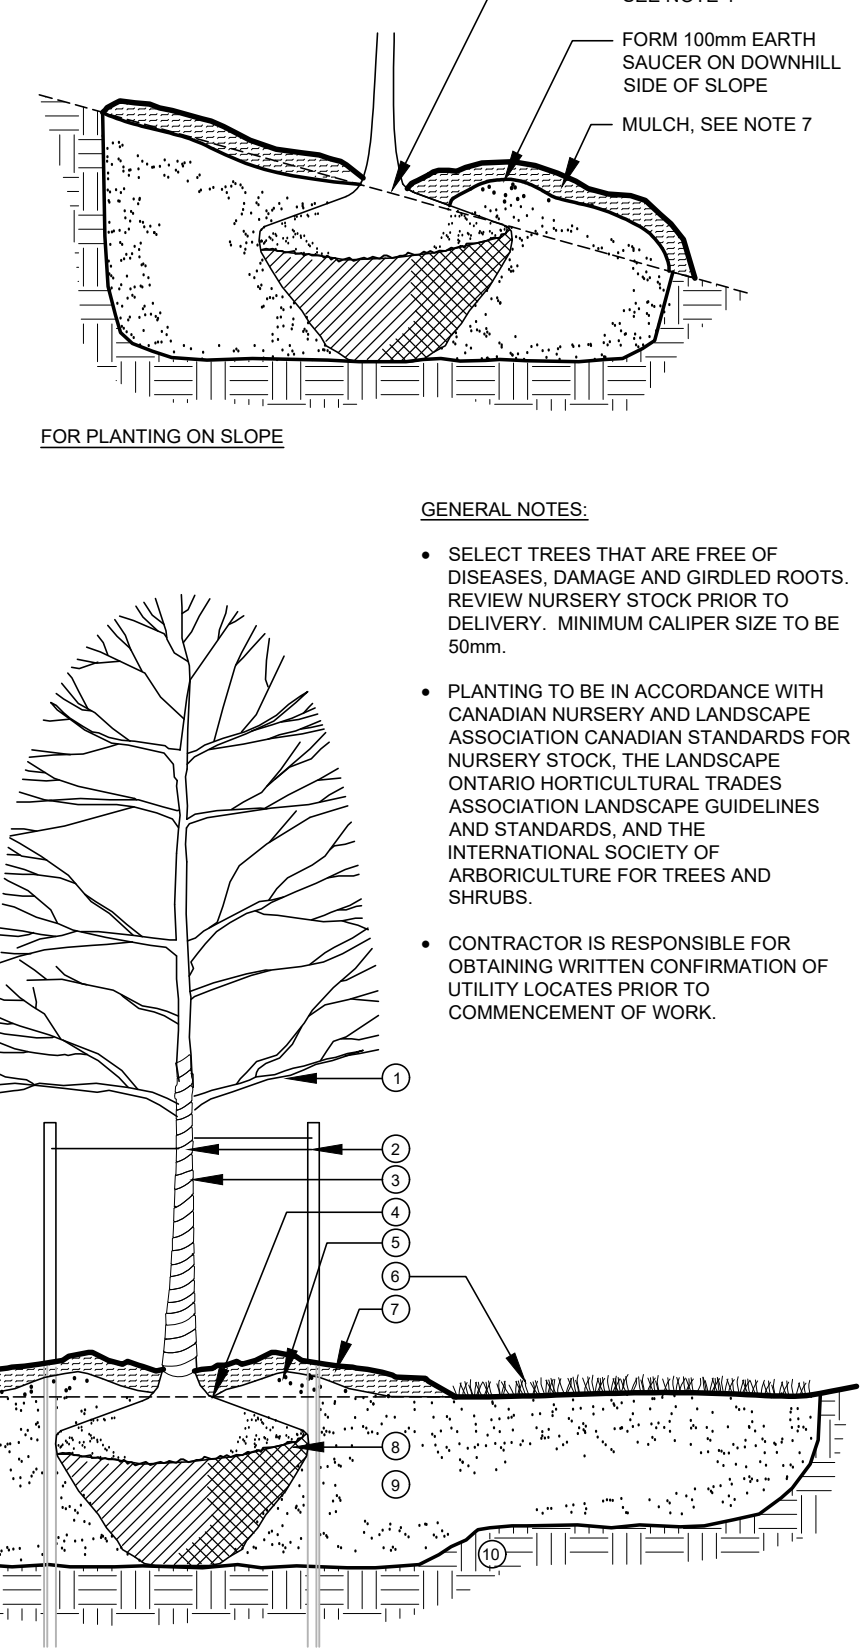 FORM 100mm EARTH
SAUCER ON DOWNHILL
SIDE OF SLOPE
MULCH, SEE NOTE 7
FOR PLANTING ON SLOPE
GENERAL NOTES:
• SELECT TREES THAT ARE FREE OF
DISEASES, DAMAGE AND GIRDLED ROOTS.
REVIEW NURSERY STOCK PRIOR TO
DELIVERY. MINIMUM CALIPER SIZE TO BE
50mm.
• PLANTING TO BE IN ACCORDANCE WITH
CANADIAN NURSERY AND LANDSCAPE
ASSOCIATION CANADIAN STANDARDS FOR
NURSERY STOCK, THE LANDSCAPE
ONTARIO HORTICULTURAL TRADES
ASSOCIATION LANDSCAPE GUIDELINES
AND STANDARDS, AND THE
INTERNATIONAL SOCIETY OF
ARBORICULTURE FOR TREES AND
SHRUBS.
• CONTRACTOR IS RESPONSIBLE FOR
OBTAINING WRITTEN CONFIRMATION OF
UTILITY LOCATES PRIOR TO
COMMENCEMENT OF WORK.
1
2
3
4
5
6
7
8
9
10